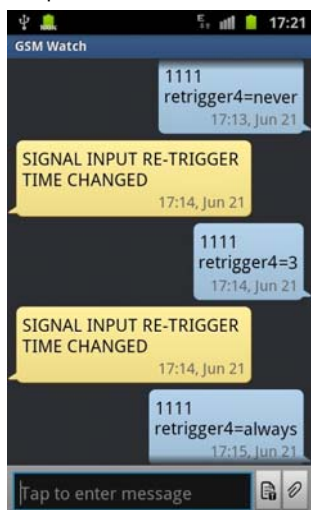 17:21
GSM Watch
1111
retrigger4=never
17:13, Jun 21
SIGNAL INPUT RE-TRIGGER
TIME CHANGED
17:14, Jun 21
1111
retrigger4=3
17:14, Jun 21
SIGNAL INPUT RE-TRIGGER
TIME CHANGED
17:14, Jun 21
1111
retrigger4=always
17:15, Jun 21
Tap to enter message